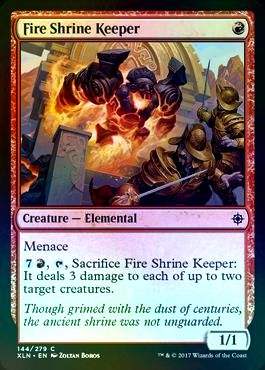 Fire Shrine Keeper
Creature — Elemental
Menace
7 , , Sacrifice Fire Shrine Keeper:
It deals 3 damage to each of up to two
target creatures.
Though grimed with the dust of centuries,
the ancient shrine was not unguarded.
1/1
144/279 C
XLN • EN Zoltan Boros
™ & © 2017 Wizards of the Coast